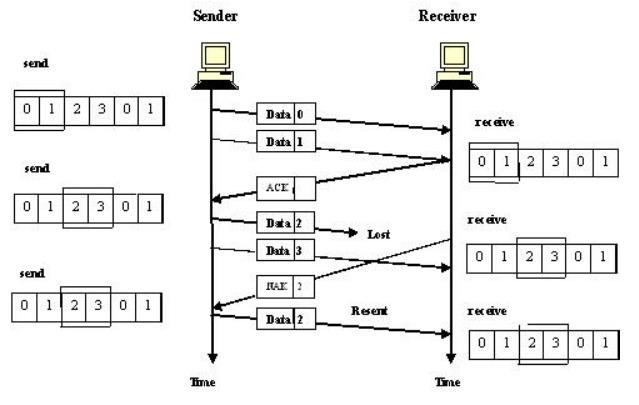 Sender Receiver
send
0 1 2 3 0 1
Data 0
receive
Data 1
0 1 2 3 0 1
send
ACK
0 1 2 3 0 1
Data 2
Lost
receive
Data 3
0 1 2 3 0 1
send
NAK 2
0 1 2 3 0 1
Data 2
Resent
receive
0 1 2 3 0 1
Time Time